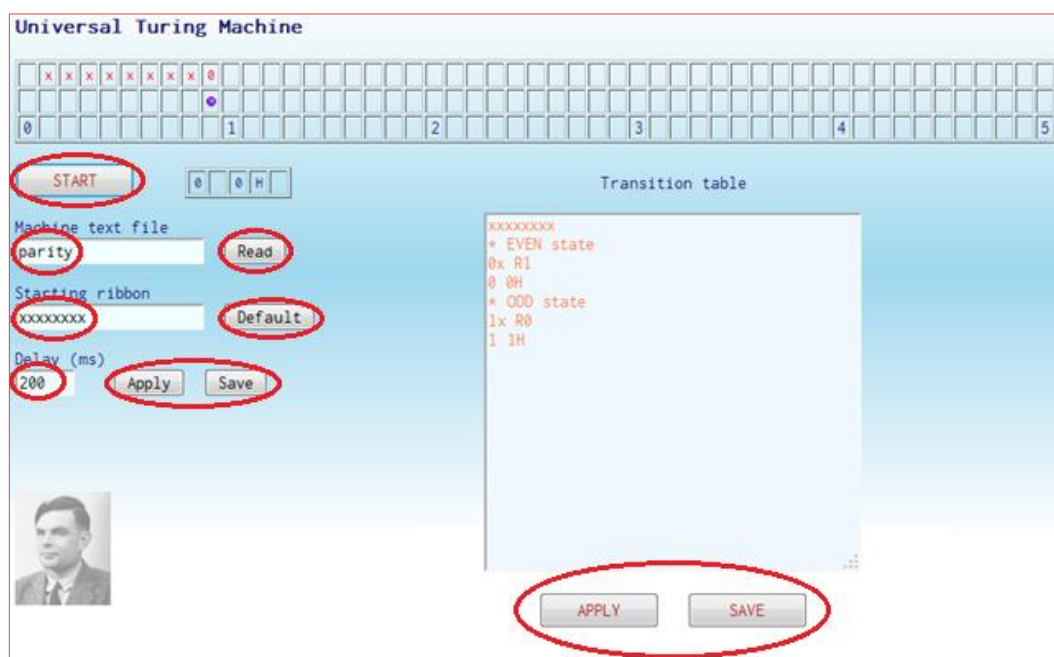 Universal Turing Machine
x x x x x x x x 0
0 1 2 3 4 5
START
0 0 H
Transition table
Machine text file
parity
Read
Starting ribbon
xxxxxxxx
Default
Delay (ms)
200
Apply
Save
xxxxxxxx
* EVEN state
0x R1
0 0H
* ODD state
1x R0
1 1H
APPLY
SAVE